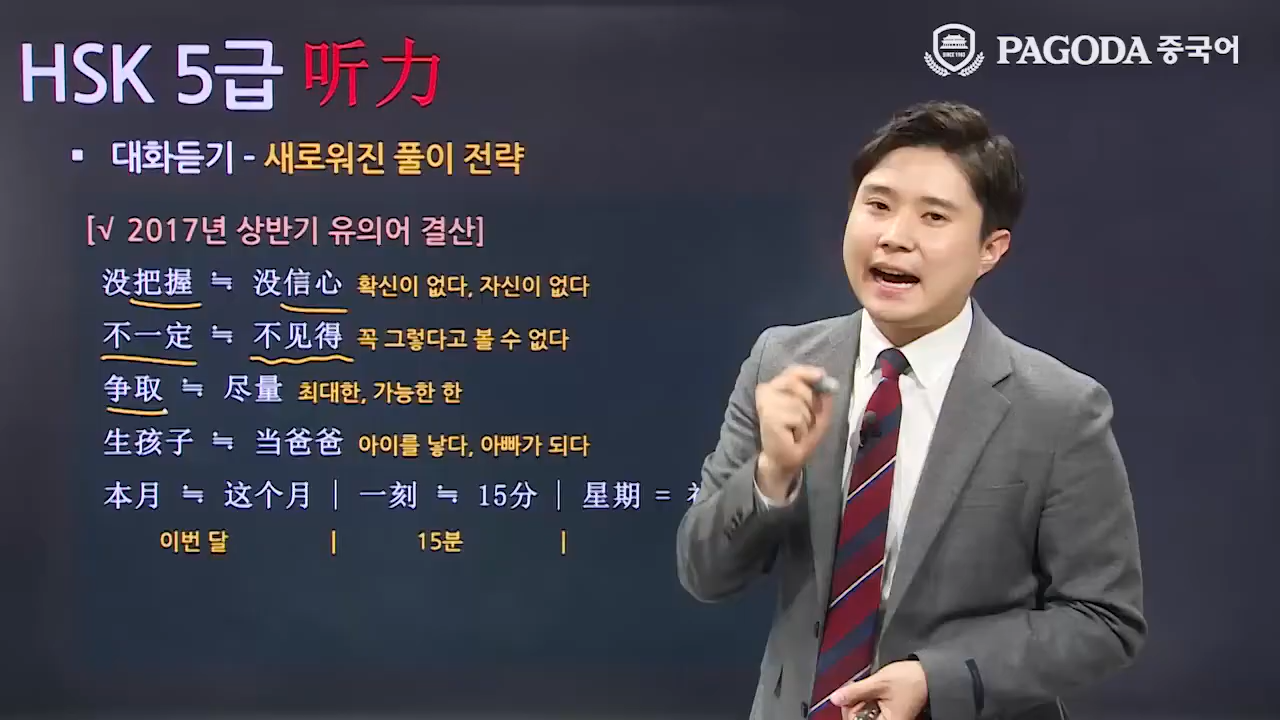 HSK 5급 听力
PAGODA 중국어
▪ 대화듣기 - 새로워진 풀이 전략
[√ 2017년 상반기 유의어 결산]
没把握 ≒ 没信心 확신이 없다, 자신이 없다
不一定 ≒ 不见得 꼭 그렇다고 볼 수 없다
争取 ≒ 尽量 최대한, 가능한 한
生孩子 ≒ 当爸爸 아이를 낳다, 아빠가 되다
本月 ≒ 这个月 | 一刻 ≒ 15分 | 星期 =
이번 달 | 15분 |